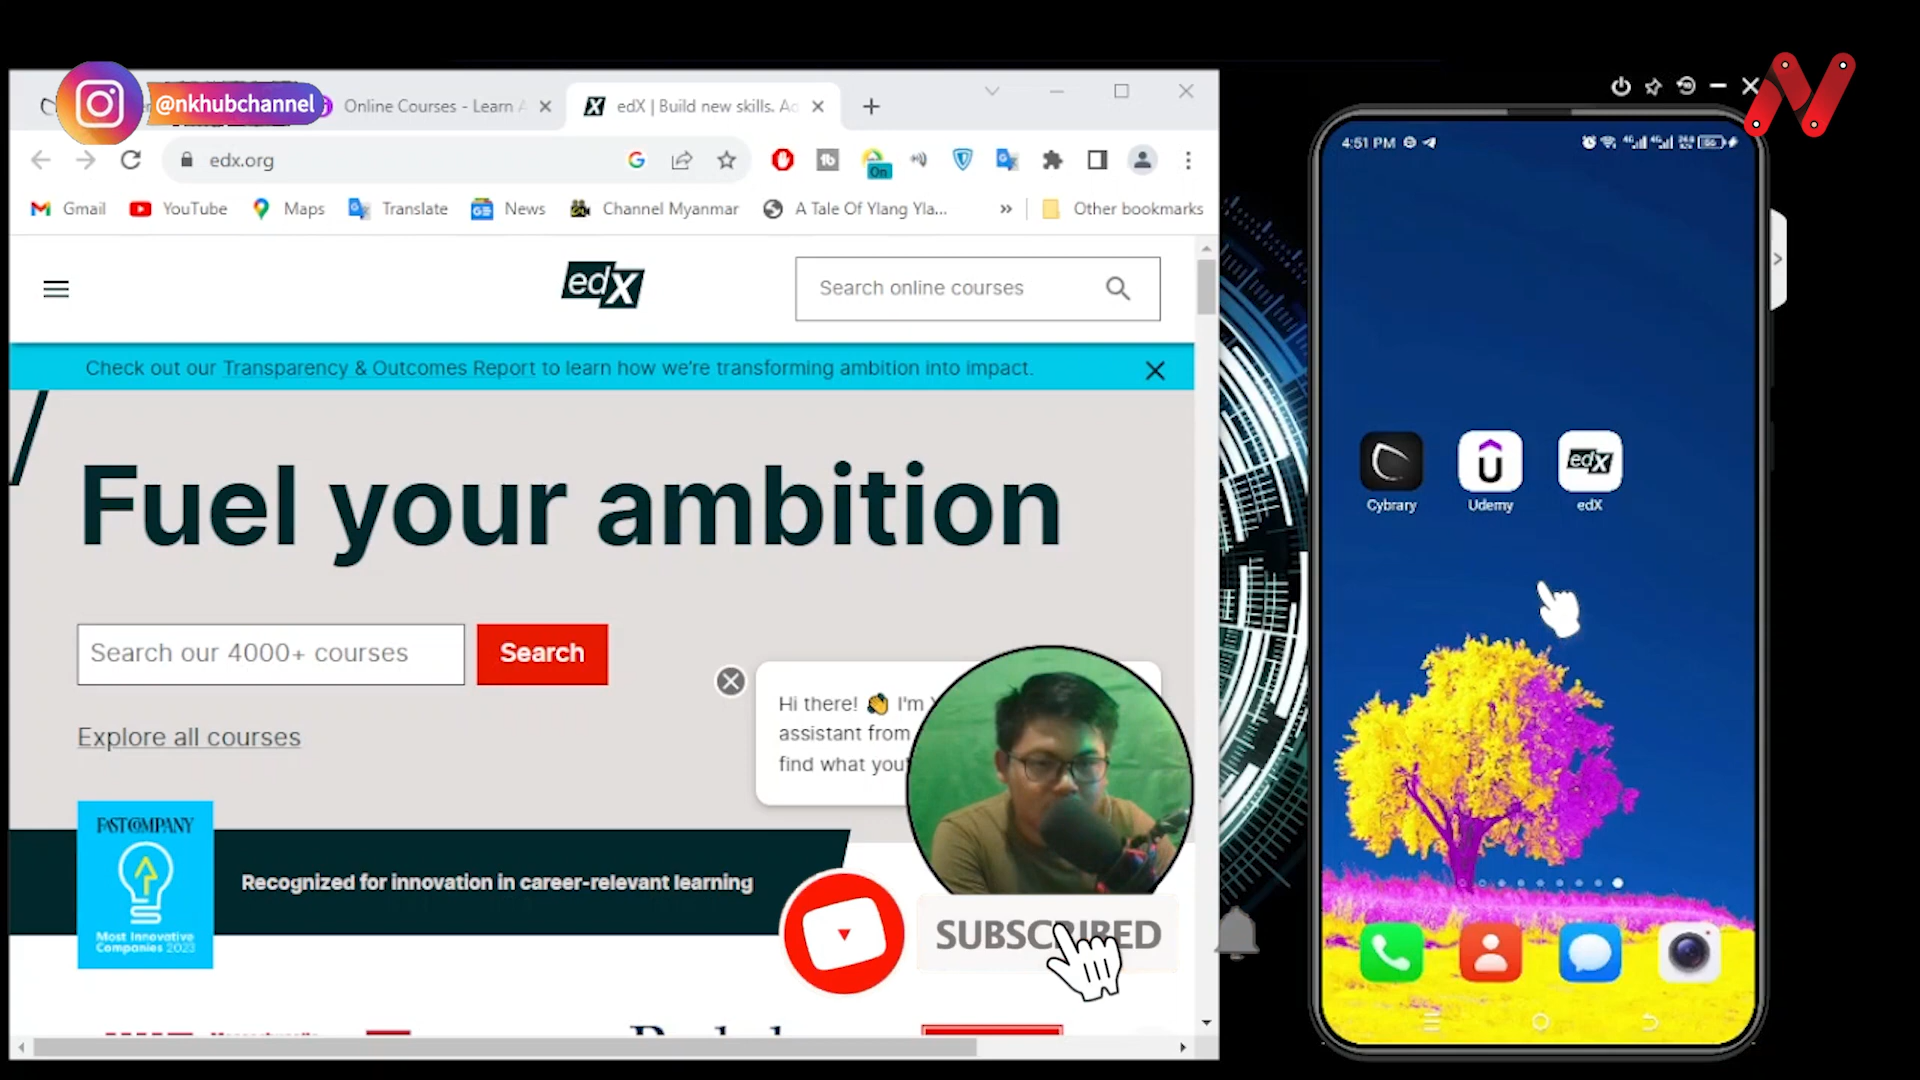 @nkhubchannel
Online Courses - Learn A
edX | Build new skills. Ac
edx.org
On
Gmail
YouTube
Maps
Translate
News
Channel Myanmar
A Tale Of Ylang Yla...
»
Other bookmarks
edX
Search online courses
Check out our Transparency & Outcomes Report to learn how we're transforming ambition into impact.
Fuel your ambition
Search our 4000+ courses
Search
Explore all courses
Hi there! 👋 I'm
assistant from
find what you'
FAST COMPANY
Most Innovative
Companies 2023
Recognized for innovation in career-relevant learning
SUBSCRIBED
4:51 PM
edX
Cybrary
Udemy
edX